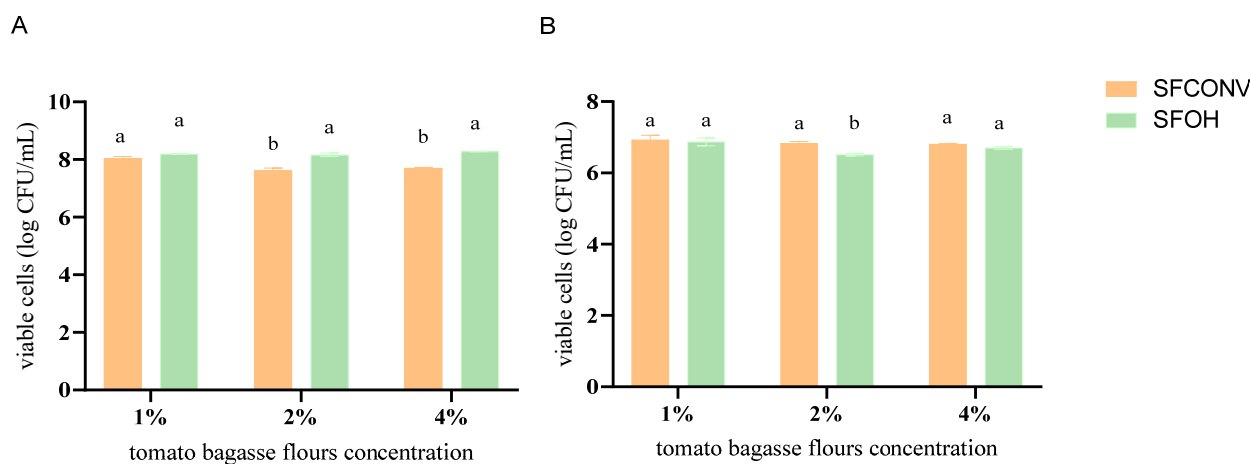 A
viable cells (log CFU/mL)
10
8
6
4
2
0
a
a
b
a
b
a
1%
2%
4%
tomato bagasse flours concentration
B
viable cells (log CFU/mL)
8
6
4
2
0
a
a
a
b
a
a
1%
2%
4%
tomato bagasse flours concentration
SFCONV
SFOH